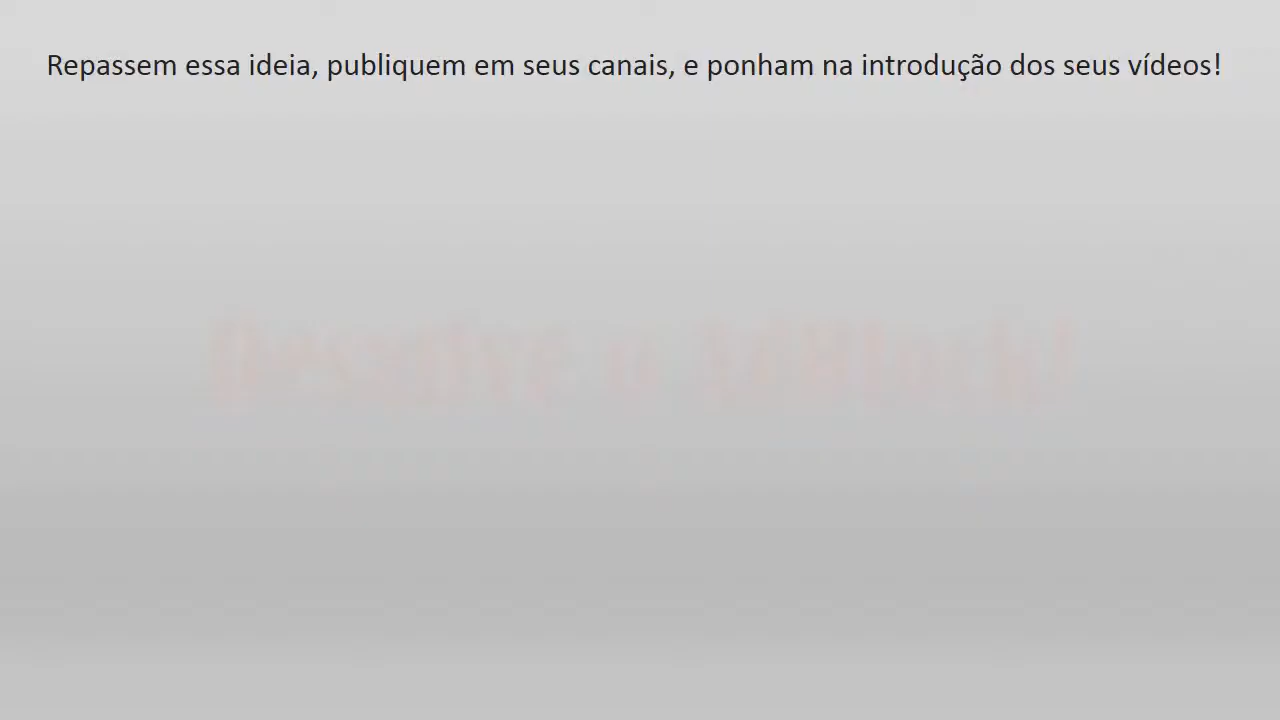 Repassem essa ideia, publiquem em seus canais, e ponham na introdução dos seus vídeos!